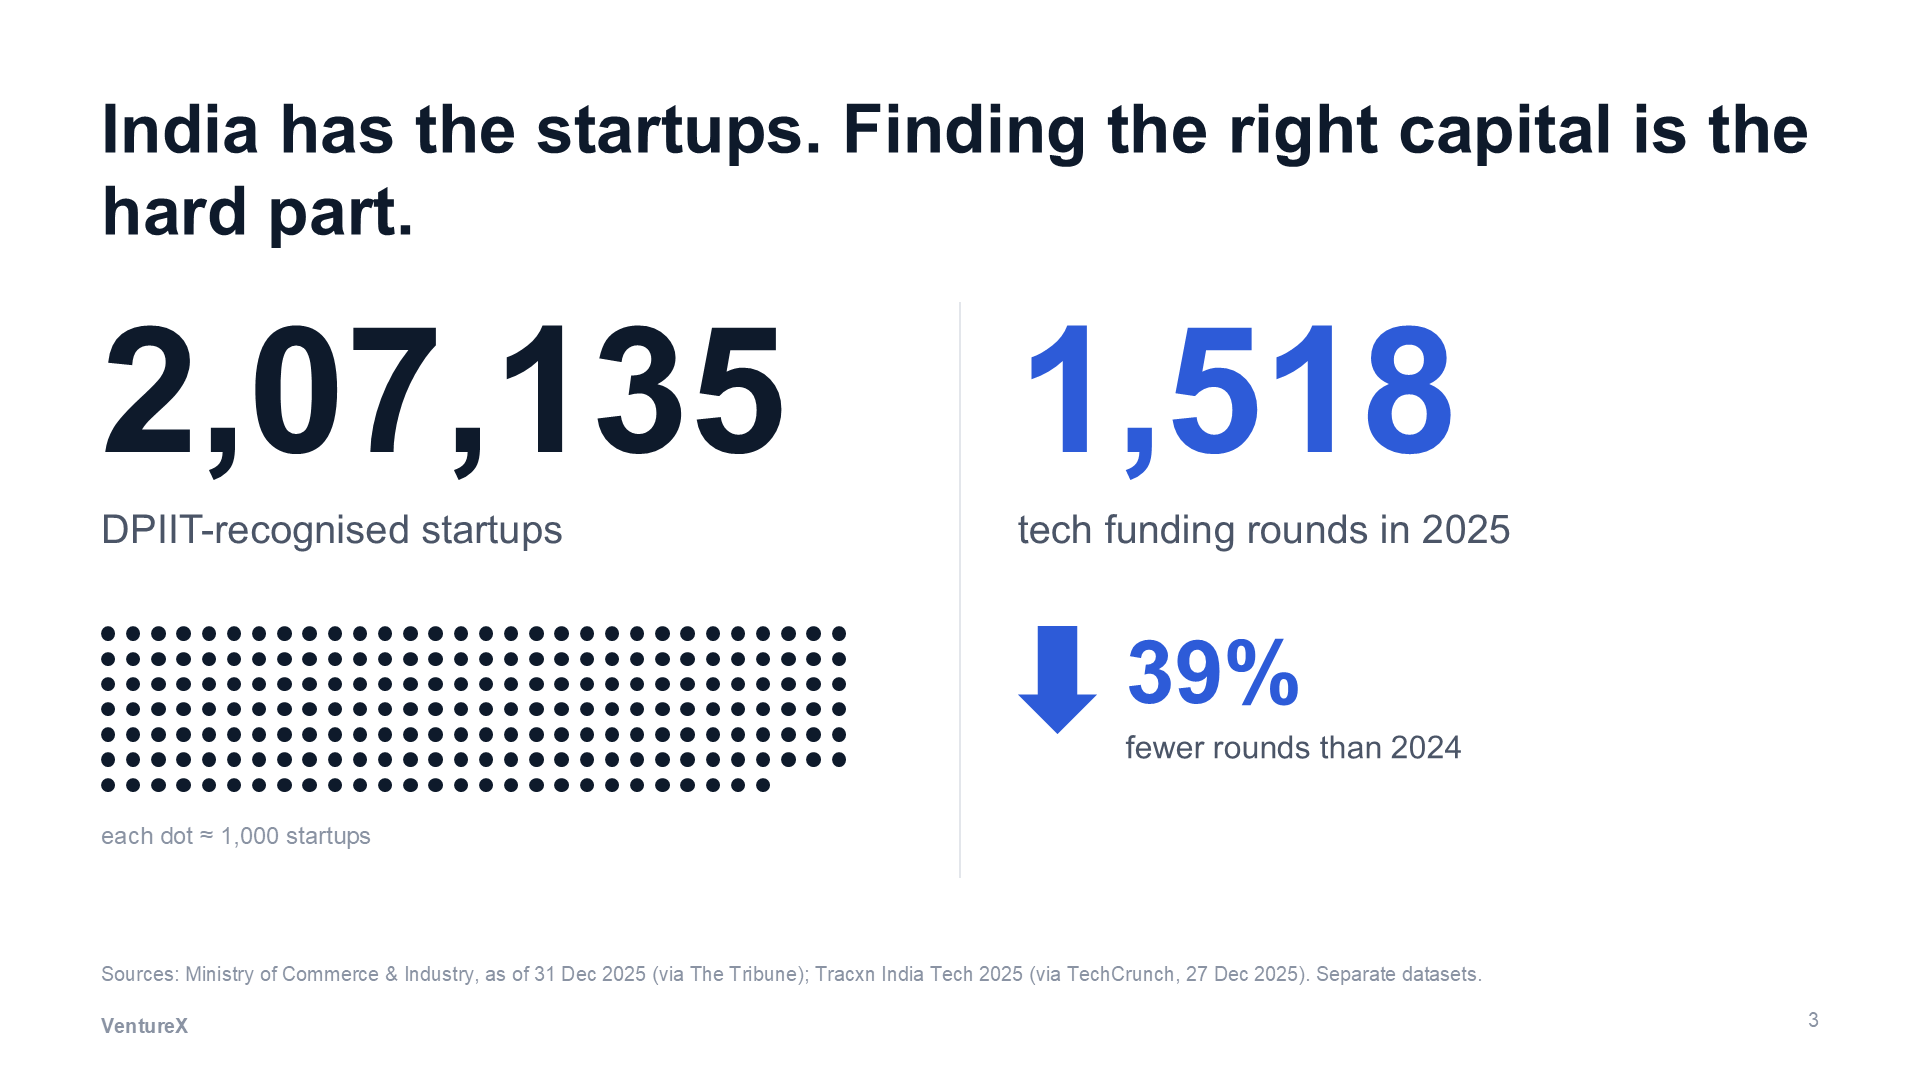 India has the startups. Finding the right capital is the
hard part.
2,07,135
DPIIT-recognised startups
each dot ≈ 1,000 startups
1,518
tech funding rounds in 2025
39%
fewer rounds than 2024
Sources: Ministry of Commerce & Industry, as of 31 Dec 2025 (via The Tribune); Tracxn India Tech 2025 (via TechCrunch, 27 Dec 2025). Separate datasets.
VentureX
3